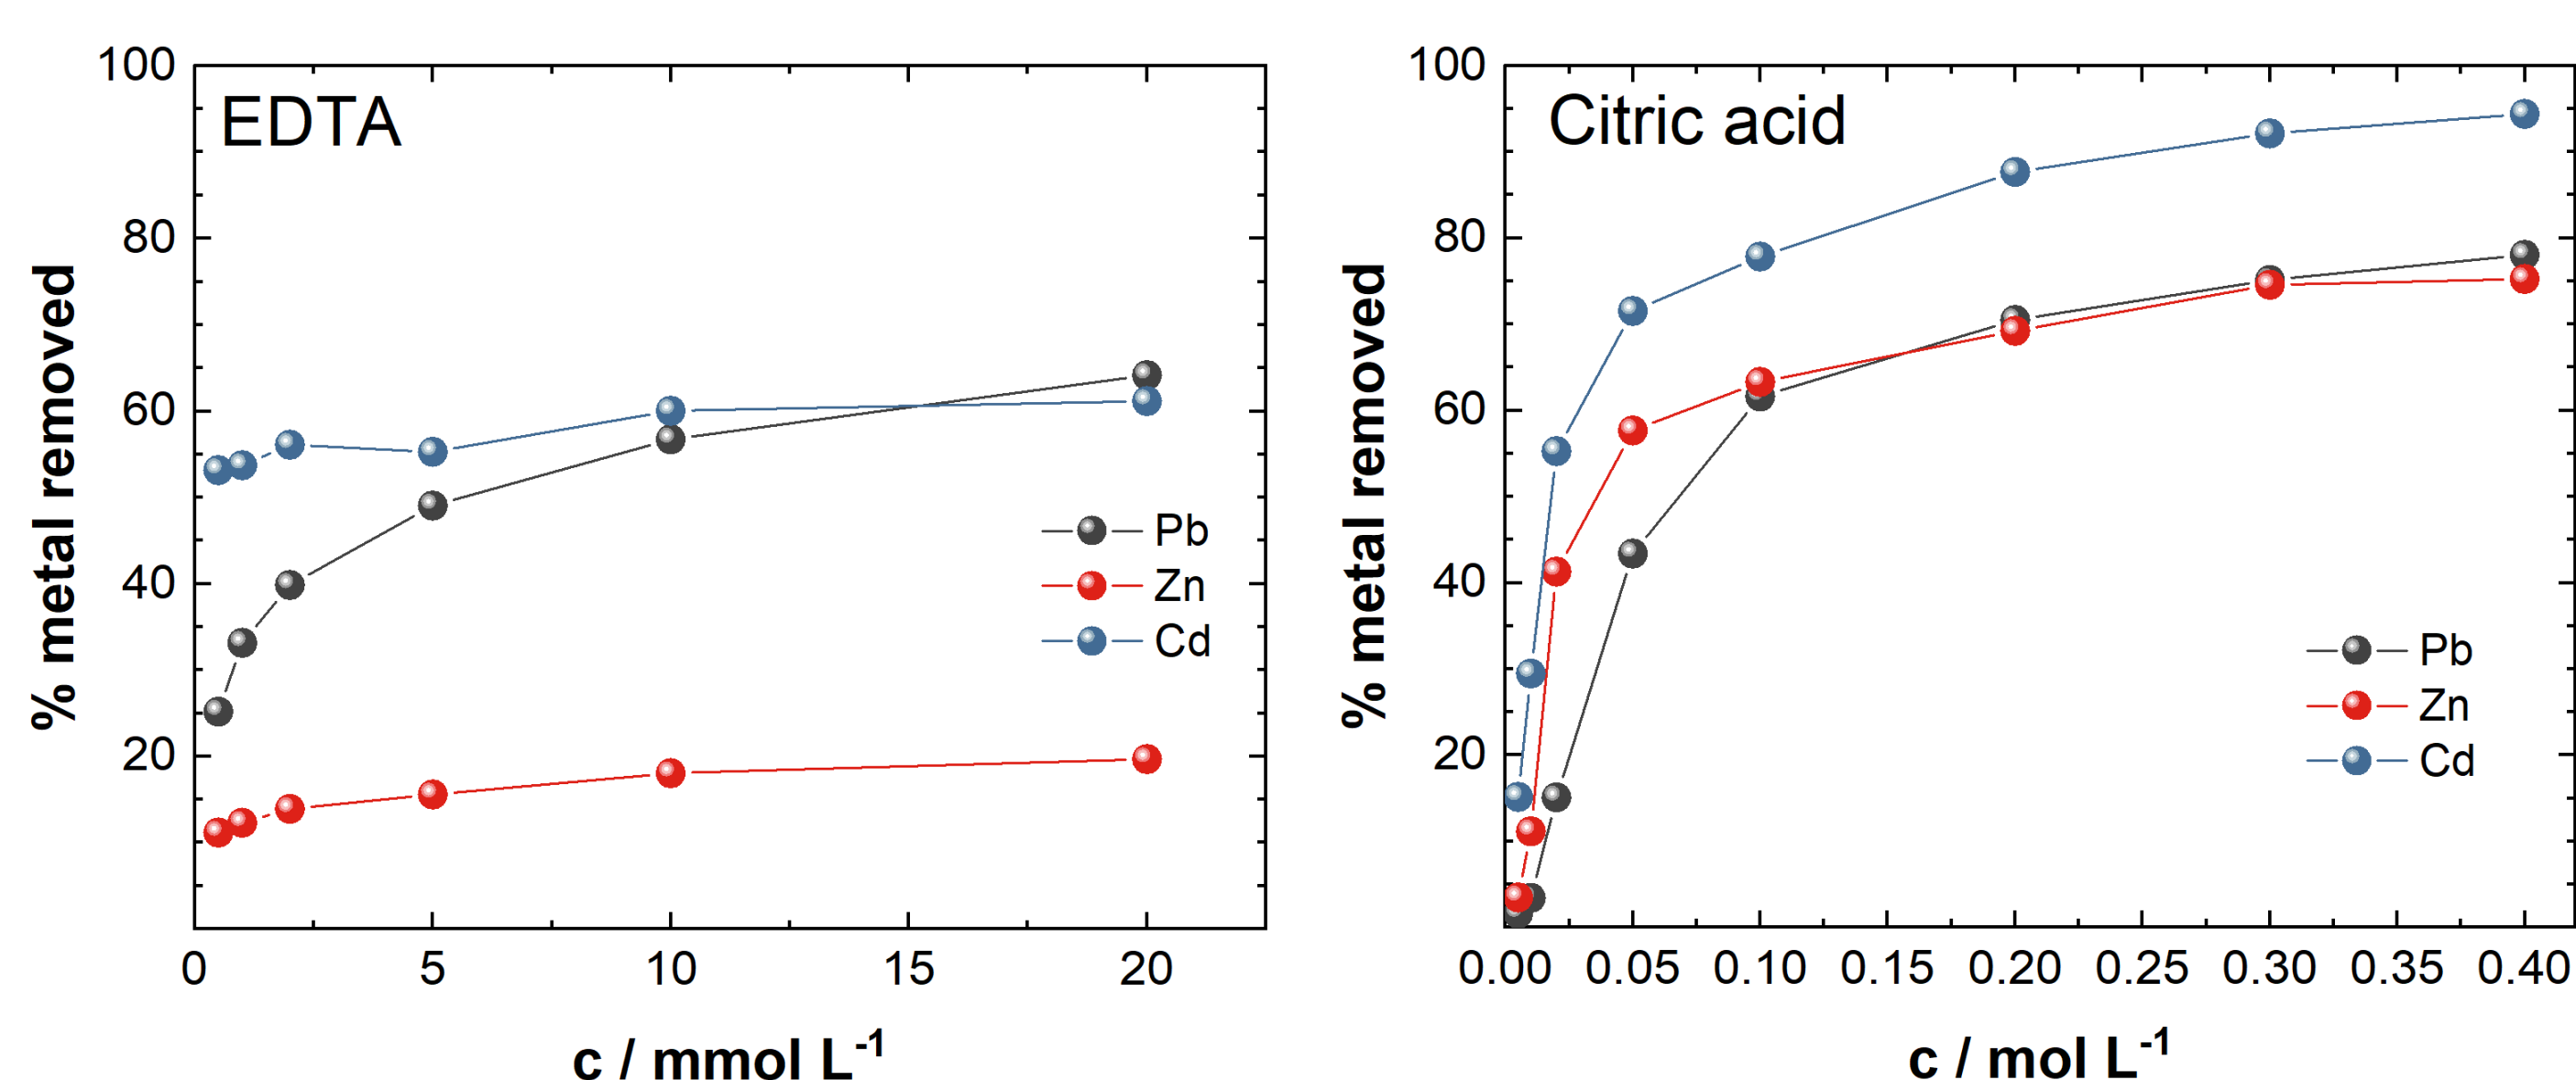 EDTA
% metal removed
100
80
60
40
20
Pb
Zn
Cd
0 5 10 15 20
c / mmol L⁻¹
Citric acid
% metal removed
100
80
60
40
20
Pb
Zn
Cd
0.00 0.05 0.10 0.15 0.20 0.25 0.30 0.35 0.40
c / mol L⁻¹